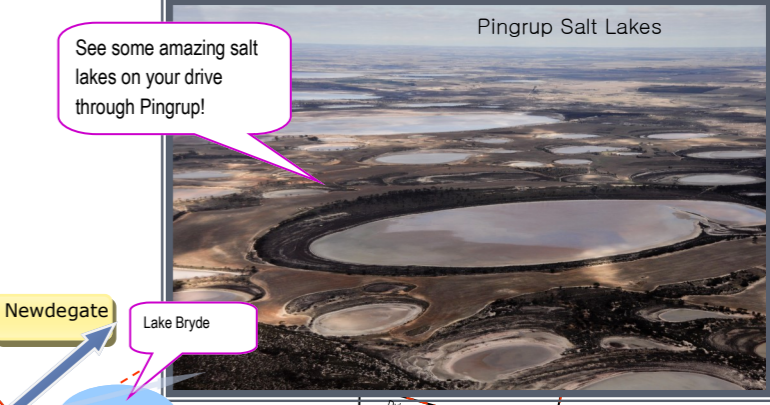 Pingrup Salt Lakes
See some amazing salt
lakes on your drive
through Pingrup!
Newdegate
Lake Bryde